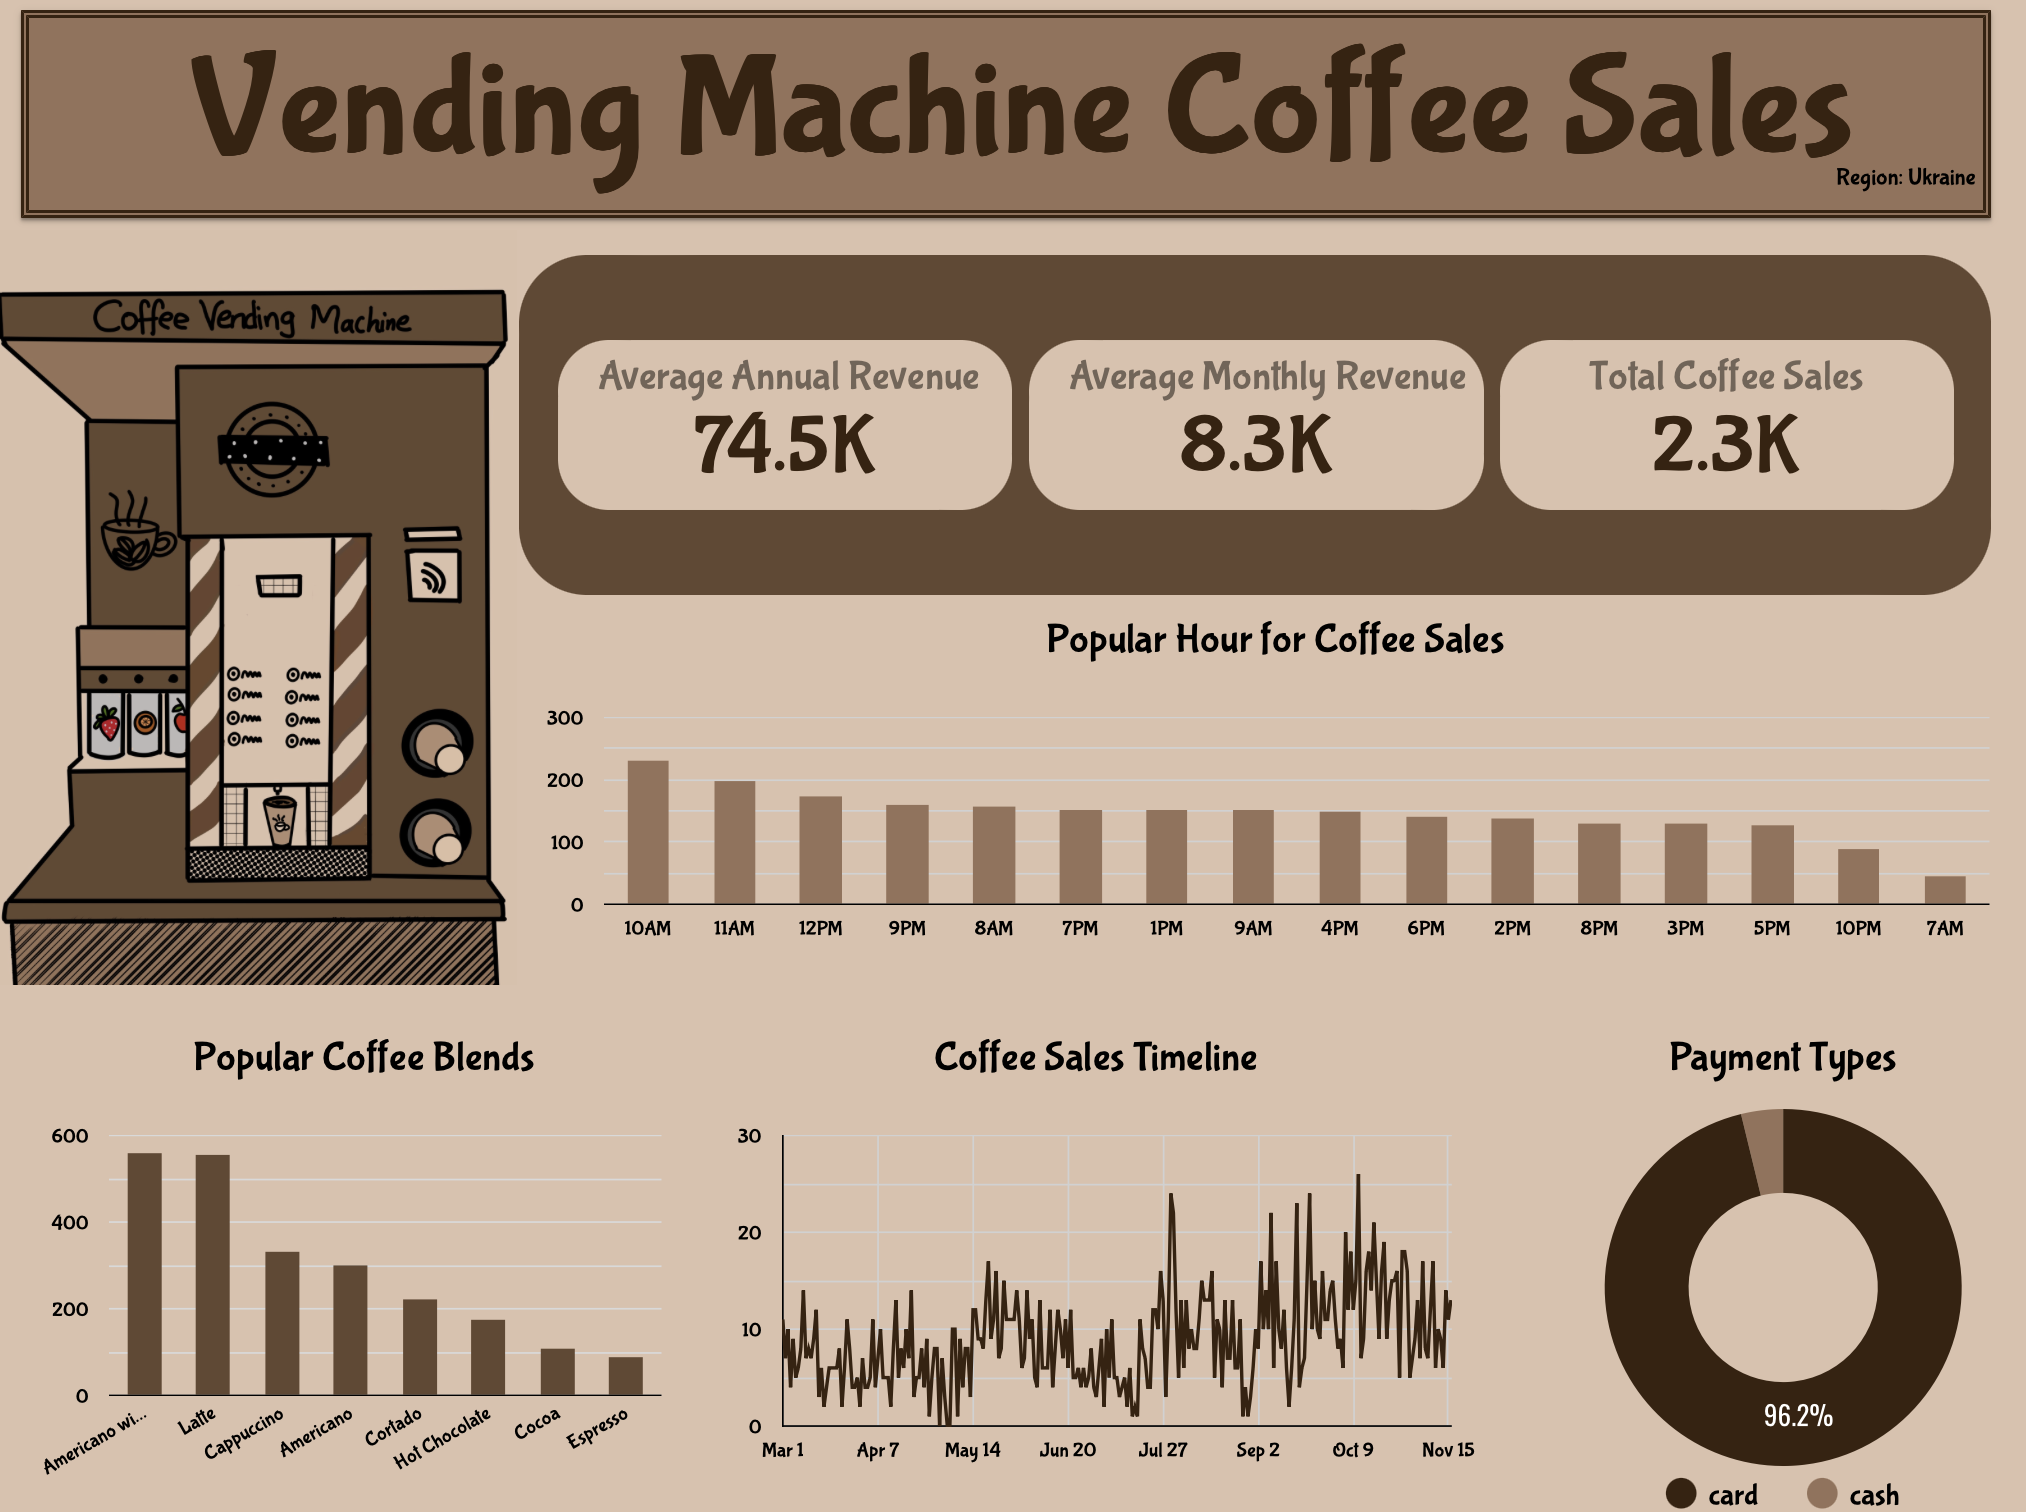 Vending Machine Coffee Sales
Region: Ukraine
Coffee Vending Machine
Average Annual Revenue
74.5K
Average Monthly Revenue
8.3K
Total Coffee Sales
2.3K
Popular Hour for Coffee Sales
300
200
100
0
10AM 11AM 12PM 9PM 8AM 7PM 1PM 9AM 4PM 6PM 2PM 8PM 3PM 5PM 10PM 7AM
Popular Coffee Blends
600
400
200
0
Americano wi... Latte Cappuccino Americano Cortado Hot Chocolate Cocoa Espresso
Coffee Sales Timeline
30
20
10
0
Mar 1 Apr 7 May 14 Jun 20 Jul 27 Sep 2 Oct 9 Nov 15
Payment Types
96.2%
card cash